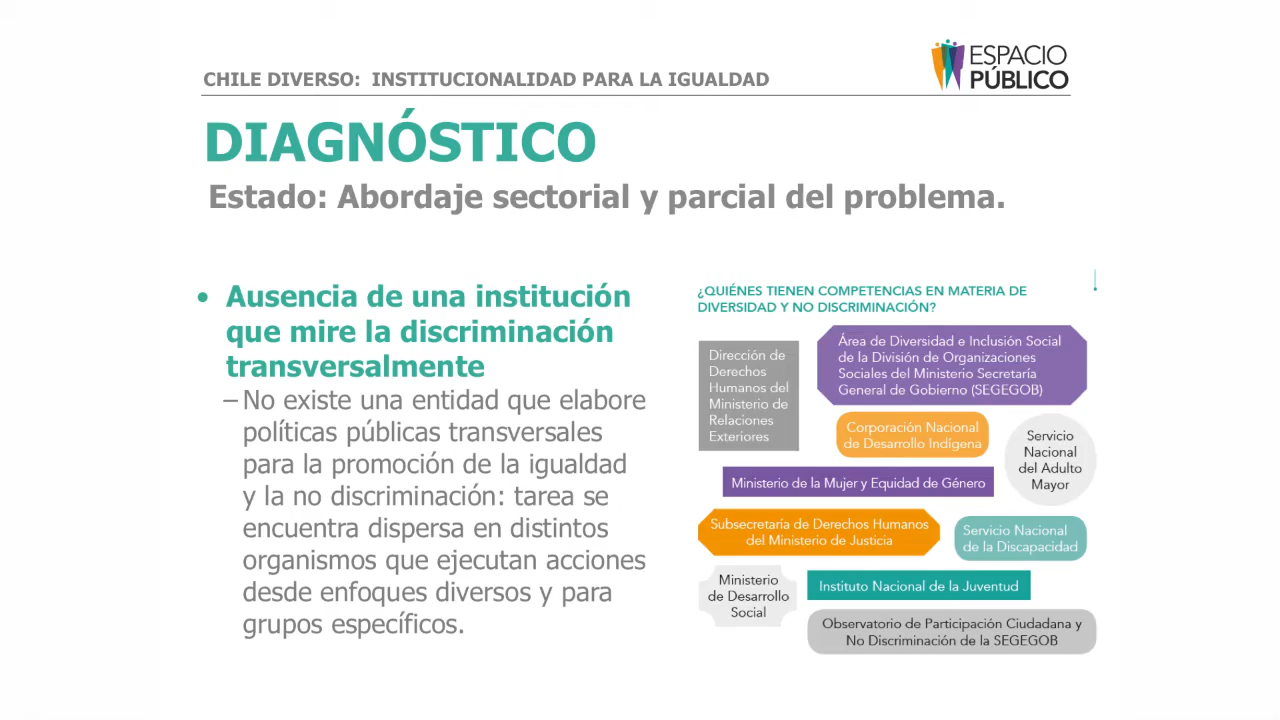 CHILE DIVERSO: INSTITUCIONALIDAD PARA LA IGUALDAD
ESPACIO
PÚBLICO
DIAGNÓSTICO
Estado: Abordaje sectorial y parcial del problema.
• Ausencia de una institución
que mire la discriminación
transversalmente
– No existe una entidad que elabore
políticas públicas transversales
para la promoción de la igualdad
y la no discriminación: tarea se
encuentra dispersa en distintos
organismos que ejecutan acciones
desde enfoques diversos y para
grupos específicos.
¿QUIÉNES TIENEN COMPETENCIAS EN MATERIA DE
DIVERSIDAD Y NO DISCRIMINACIÓN?
Dirección de
Derechos
Humanos del
Ministerio de
Relaciones
Exteriores
Área de Diversidad e Inclusión Social
de la División de Organizaciones
Sociales del Ministerio Secretaría
General de Gobierno (SEGEGOB)
Corporación Nacional
de Desarrollo Indígena
Servicio
Nacional
del Adulto
Mayor
Ministerio de la Mujer y Equidad de Género
Subsecretaría de Derechos Humanos
del Ministerio de Justicia
Servicio Nacional
de la Discapacidad
Ministerio
de Desarrollo
Social
Instituto Nacional de la Juventud
Observatorio de Participación Ciudadana y
No Discriminación de la SEGEGOB